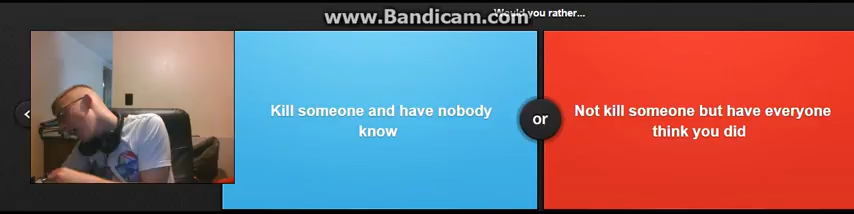 www.Bandicam.com
Would you rather...
Kill someone and have nobody
know
or
Not kill someone but have everyone
think you did